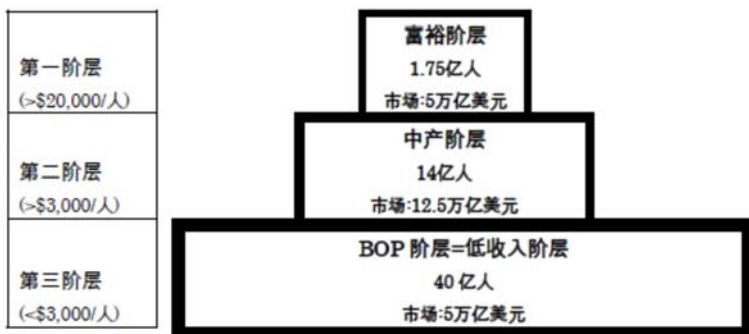 富裕阶层
第一阶层
1.75亿人
(>$20,000/人)
市场:5万亿美元
中产阶层
第二阶层
14亿人
(>$3,000/人)
市场:12.5万亿美元
BOP 阶层=低收入阶层
第三阶层
40 亿人
(<$3,000/人)
市场:5万亿美元